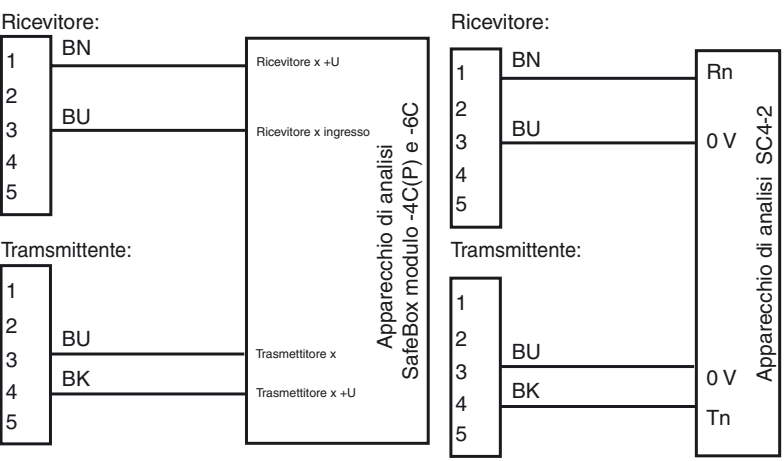 Ricevitore:
1
2
3
4
5
BN
BU
Ricevitore x +U
Ricevitore x ingresso
Tramsmittente:
1
2
3
4
5
BU
BK
Trasmettitore x
Trasmettitore x +U
Apparecchio di analisi
SafeBox modulo -4C(P) e -6C
Ricevitore:
1
2
3
4
5
BN
BU
Rn
0 V
Tramsmittente:
1
2
3
4
5
BU
BK
0 V
Tn
Apparecchio di analisi SC4-2